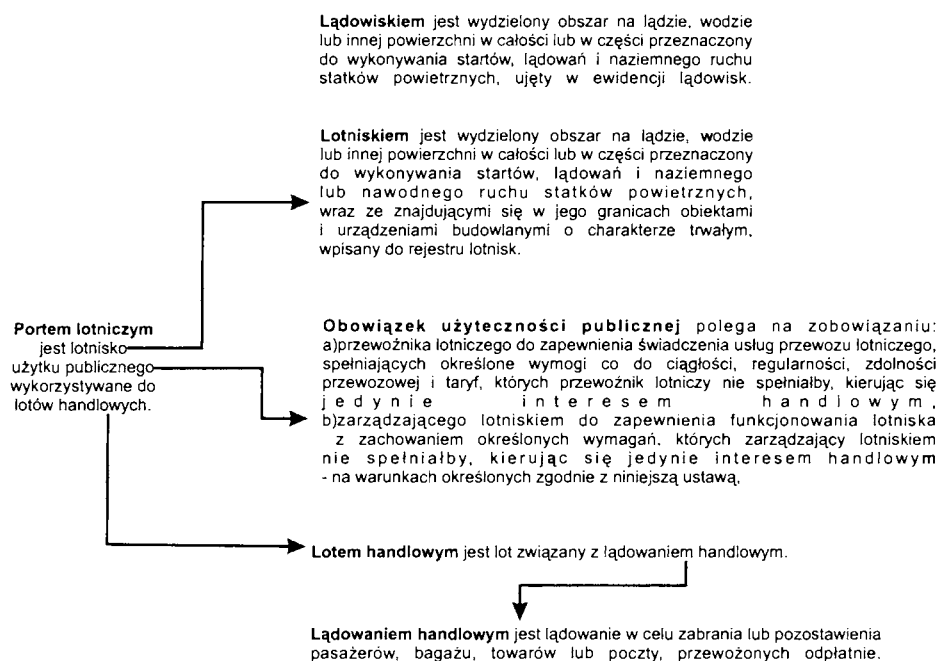 Lądowiskiem jest wydzielony obszar na lądzie, wodzie
lub innej powierzchni w całości lub w części przeznaczony
do wykonywania startów, lądowań i naziemnego ruchu
statków powietrznych, ujęty w ewidencji lądowisk.
Lotniskiem jest wydzielony obszar na lądzie, wodzie
lub innej powierzchni w całości lub w części przeznaczony
do wykonywania startów, lądowań i naziemnego
lub nawodnego ruchu statków powietrznych,
wraz ze znajdującymi się w jego granicach obiektami
i urządzeniami budowlanymi o charakterze trwałym,
wpisany do rejestru lotnisk.
Portem lotniczym
jest lotnisko
użytku publicznego
wykorzystywane do
lotów handlowych.
Obowiązek użyteczności publicznej polega na zobowiązaniu:
a)przewoźnika lotniczego do zapewnienia świadczenia usług przewozu lotniczego,
spełniających określone wymogi co do ciągłości, regularności, zdolności
przewozowej i taryf, których przewoźnik lotniczy nie spełniałby, kierując się
jedynie interesem handlowym,
b)zarządzającego lotniskiem do zapewnienia funkcjonowania lotniska
z zachowaniem określonych wymagań, których zarządzający lotniskiem
nie spełniałby, kierując się jedynie interesem handlowym
- na warunkach określonych zgodnie z niniejszą ustawą,
Lotem handlowym jest lot związany z lądowaniem handlowym.
Lądowaniem handlowym jest lądowanie w celu zabrania lub pozostawienia
pasażerów, bagażu, towarów lub poczty, przewożonych odpłatnie.